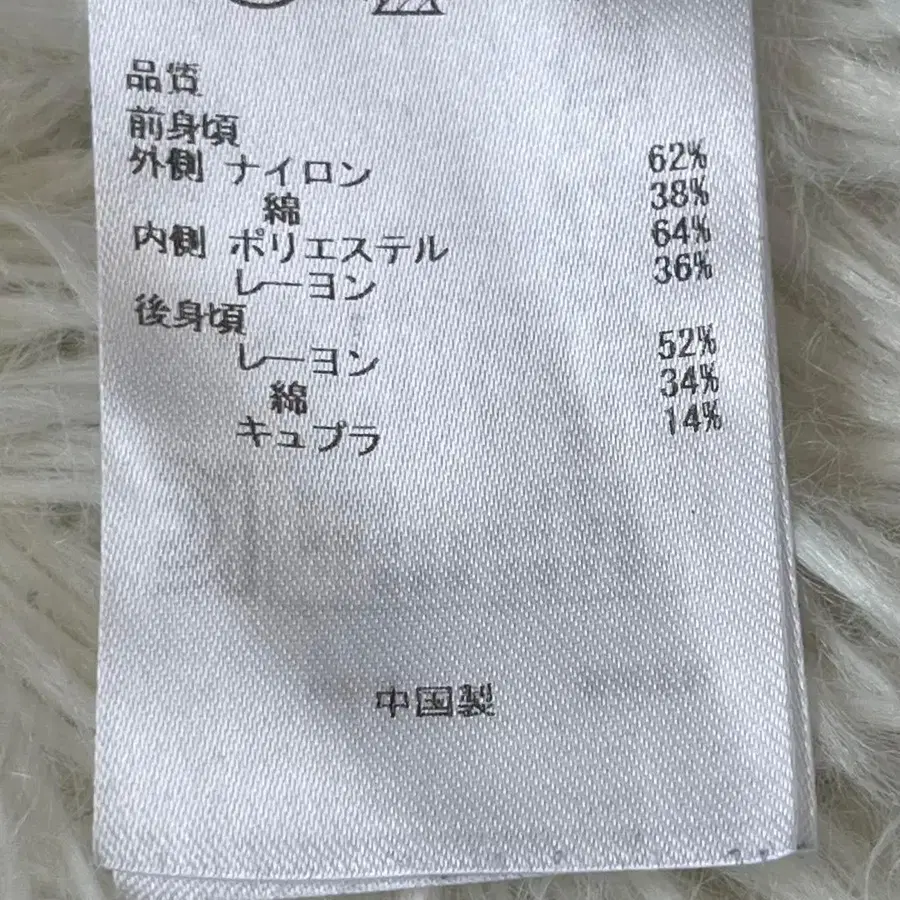 品質
前身頃
外側 ナイロン 62%
綿 38%
内側 ポリエステル 64%
レーヨン 36%
後身頃
レーヨン 52%
綿 34%
キュプラ 14%
中国製